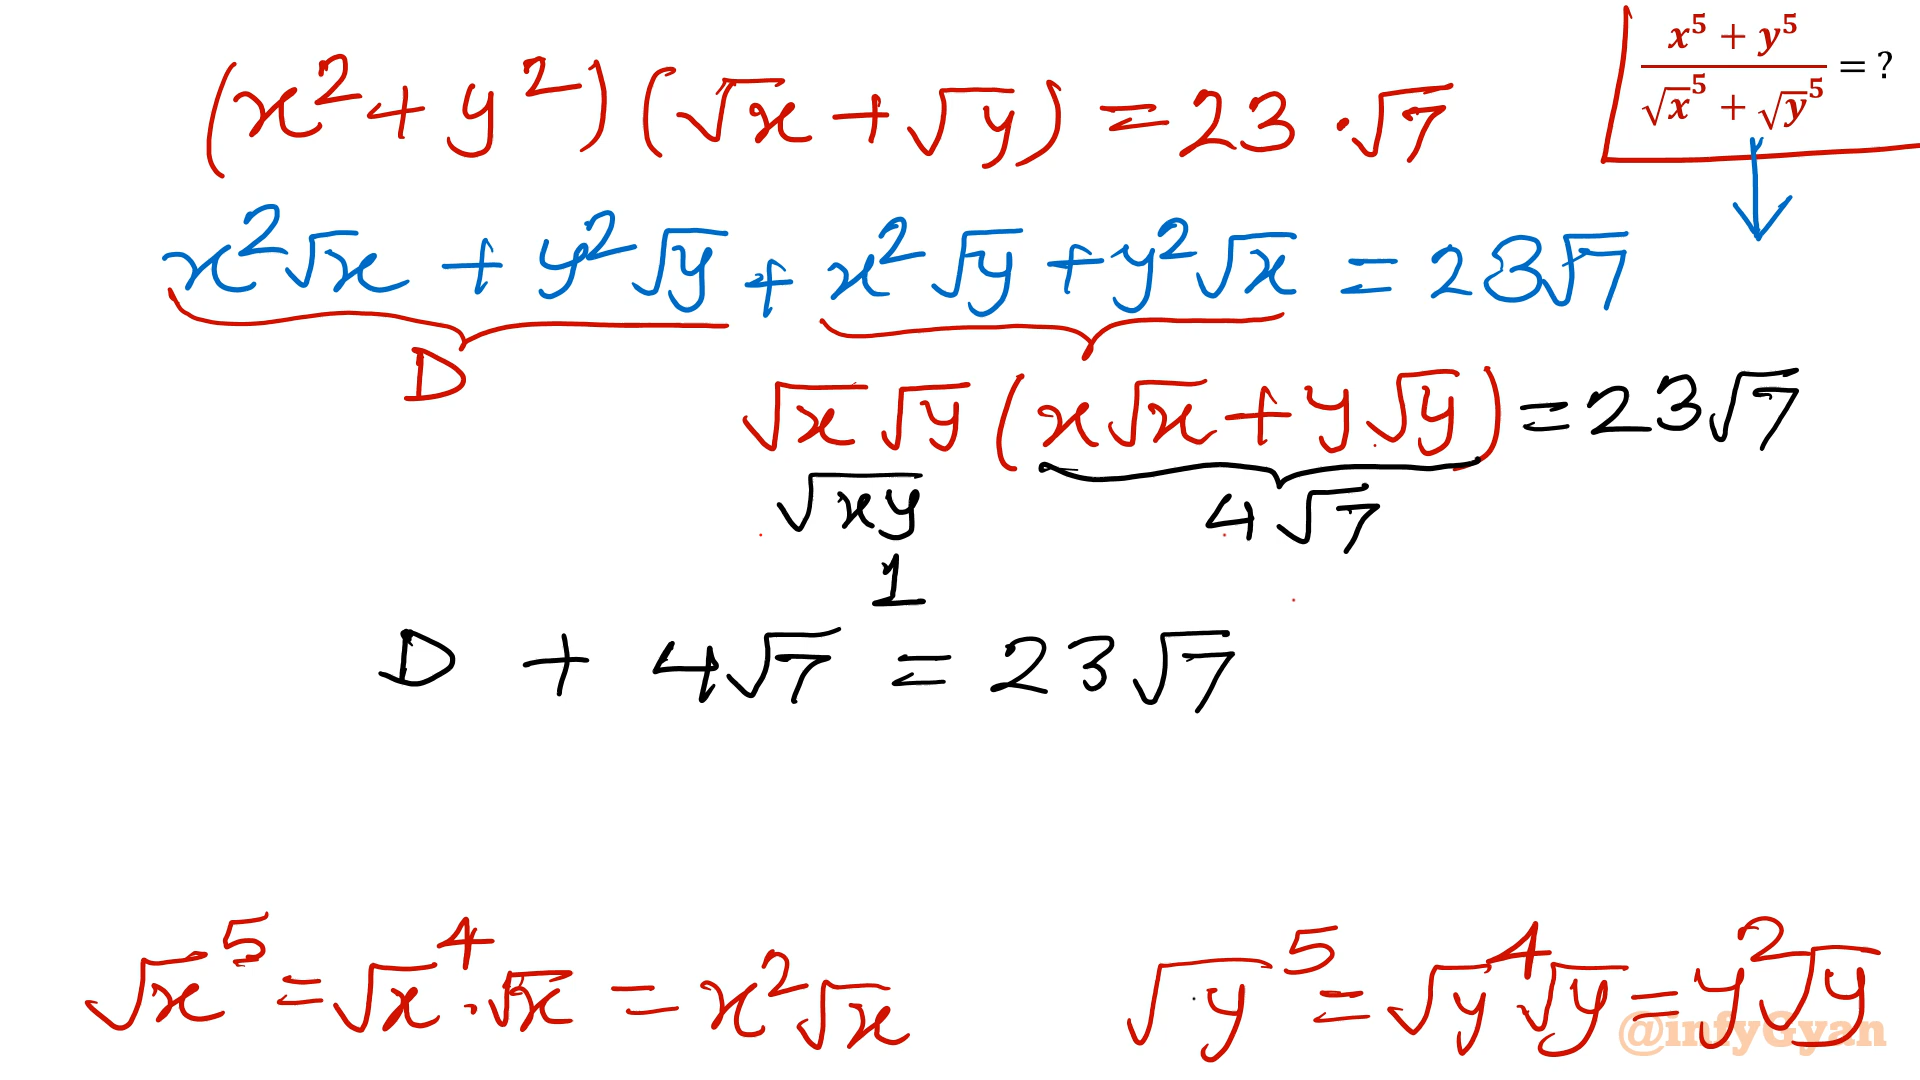 (x² + y²)(√x + √y) = 23 · √7
x⁵ + y⁵ / √x⁵ + √y⁵ = ?
x²√x + y²√y + x²√y + y²√x = 23√7
D
√x √y (x√x + y√y) = 23√7
√xy 4√7
1
D + 4√7 = 23√7
√x⁵ = √x⁴ · √x = x²√x
√y⁵ = √y⁴ √y = y²√y
@infyGyan